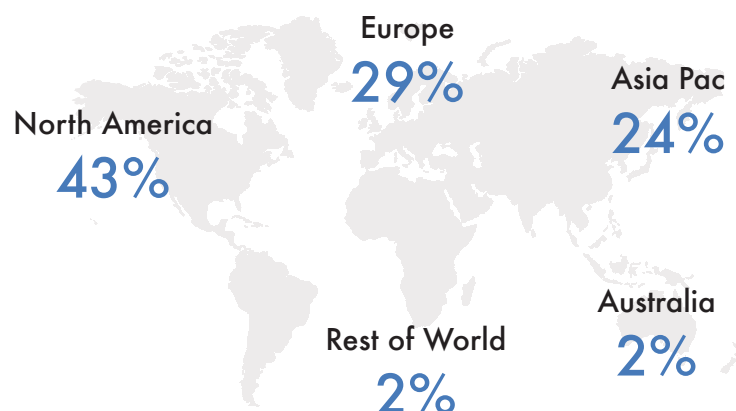 Europe
29%
Asia Pac
24%
North America
43%
Australia
2%
Rest of World
2%